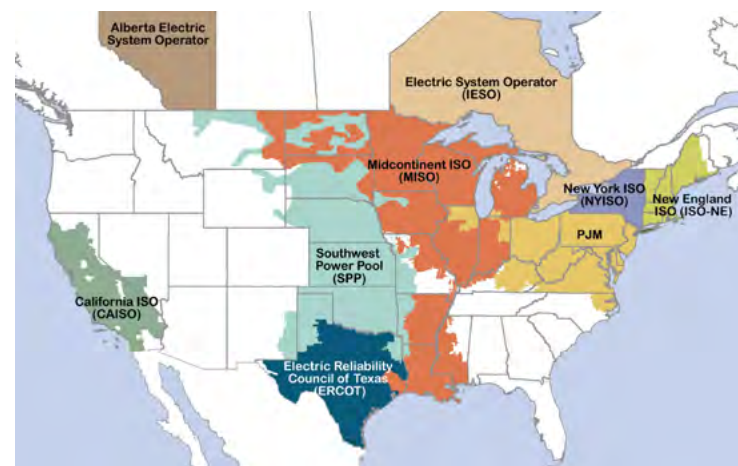 Alberta Electric
System Operator
Electric System Operator
(IESO)
Midcontinent ISO
(MISO)
New York ISO
(NYISO)
New England
ISO (ISO-NE)
PJM
Southwest
Power Pool
(SPP)
California ISO
(CAISO)
Electric Reliability
Council of Texas
(ERCOT)